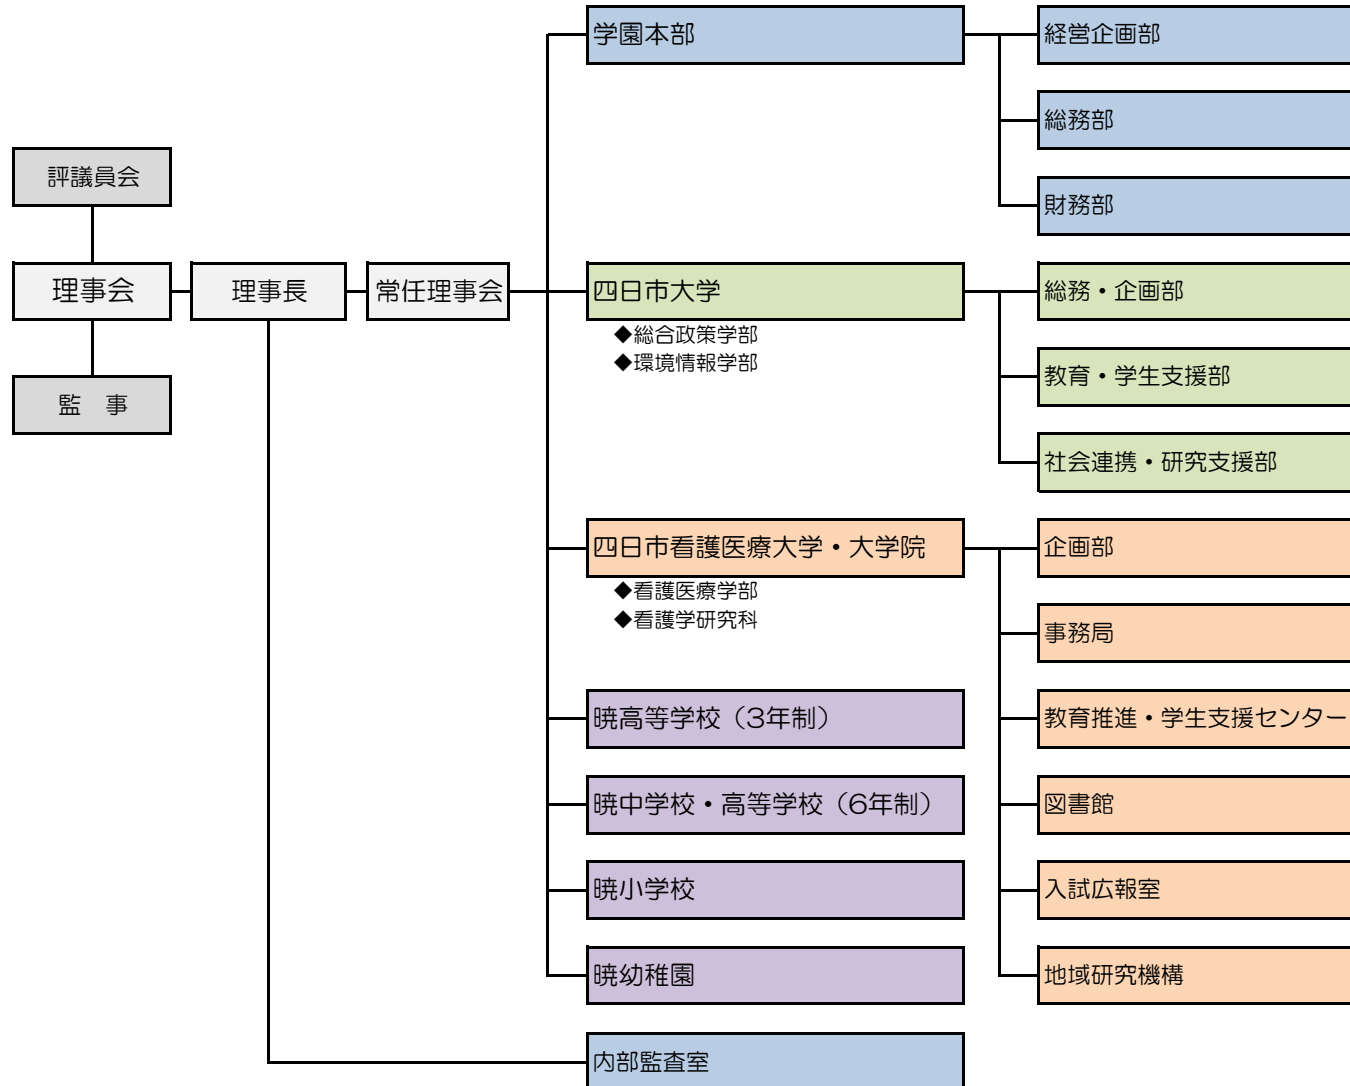 学園本部
経営企画部
総務部
財務部
評議員会
理事会
理事長
常任理事会
監　事
四日市大学
◆総合政策学部
◆環境情報学部
総務・企画部
教育・学生支援部
社会連携・研究支援部
四日市看護医療大学・大学院
◆看護医療学部
◆看護学研究科
企画部
事務局
教育推進・学生支援センター
図書館
入試広報室
地域研究機構
暁高等学校（3年制）
暁中学校・高等学校（6年制）
暁小学校
暁幼稚園
内部監査室